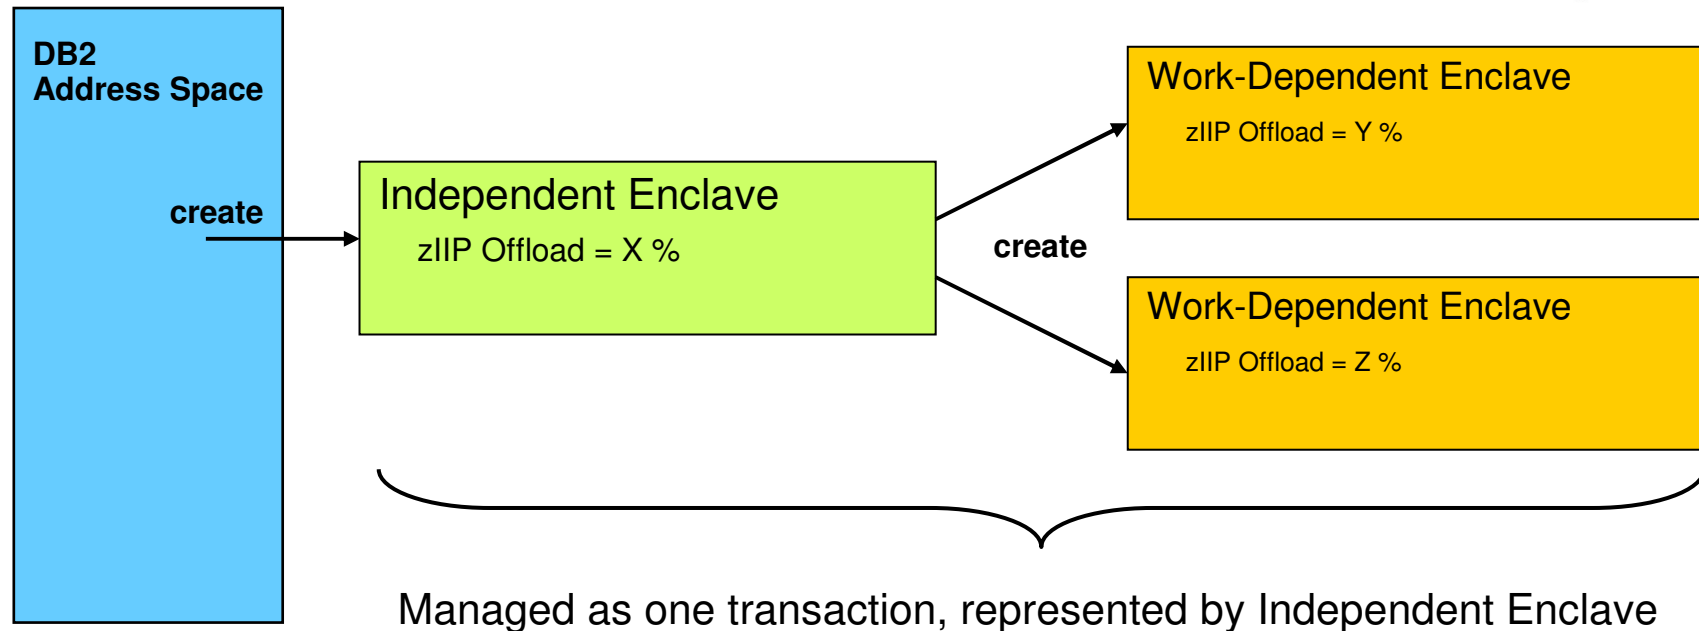 DB2
Address Space
create
Independent Enclave
zIIP Offload = X %
create
Work-Dependent Enclave
zIIP Offload = Y %
Work-Dependent Enclave
zIIP Offload = Z %
Managed as one transaction, represented by Independent Enclave